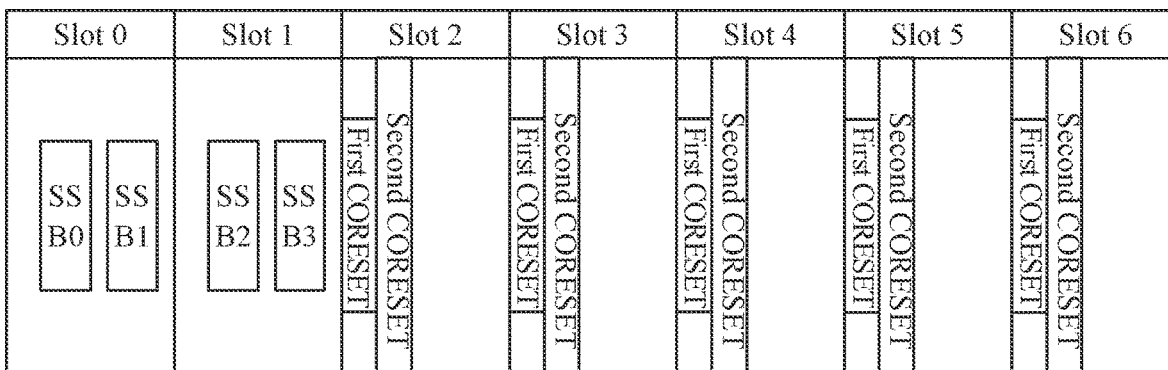 Slot 0 Slot 1 Slot 2 Slot 3 Slot 4 Slot 5 Slot 6
SS
B0
SS
B1
SS
B2
SS
B3
First CORESET
Second CORESET
First CORESET
Second CORESET
First CORESET
Second CORESET
First CORESET
Second CORESET
First CORESET
Second CORESET